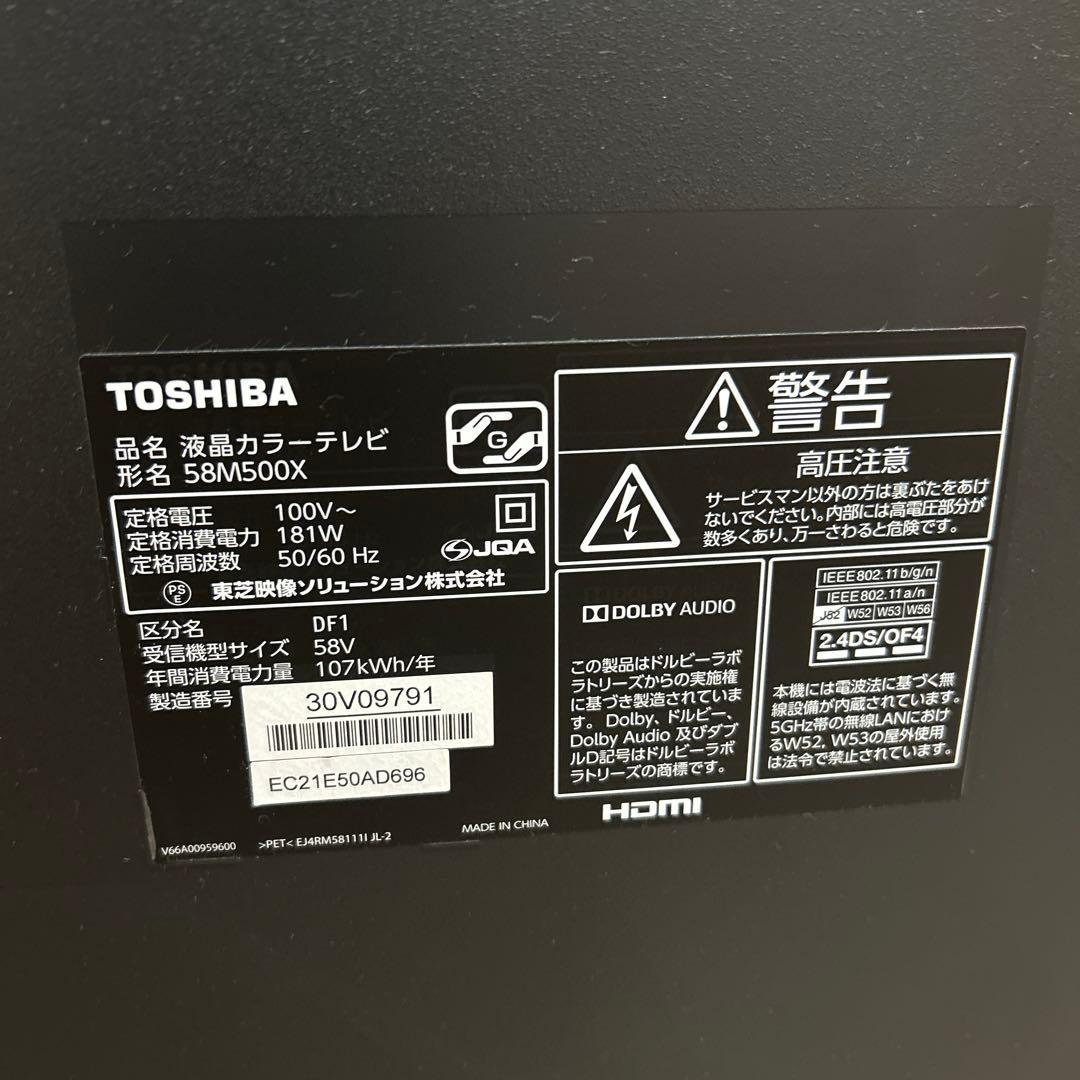 TOSHIBA
品名 液晶カラーテレビ
形名 58M500X
G
定格電圧 100V～
定格消費電力 181W
定格周波数 50/60 Hz
JQA
PS
E
東芝映像ソリューション株式会社
区分名 DF1
受信機型サイズ 58V
年間消費電力量 107kWh/年
製造番号
30V09791
EC21E50AD696
V66A00959600
>PET< EJ4RM58111I JL-2
MADE IN CHINA
警告
高圧注意
サービスマン以外の方は裏ぶたをあけ
ないでください。内部には高電圧部分が
数多くあり、万一さわると危険です。
DOLBY AUDIO
この製品はドルビーラボ
ラトリーズからの実施権
に基づき製造されていま
す。Dolby、ドルビー、
Dolby Audio 及びダブ
ルD記号はドルビーラボ
ラトリーズの商標です。
HDMI
IEEE802.11b/g/n
IEEE802.11a/n
J52 W52 W53 W56
2.4DS/OF4
本機には電波法に基づく無
線設備が内蔵されています。
5GHz帯の無線LANにおけ
るW52, W53の屋外使用
は法令で禁止されています。